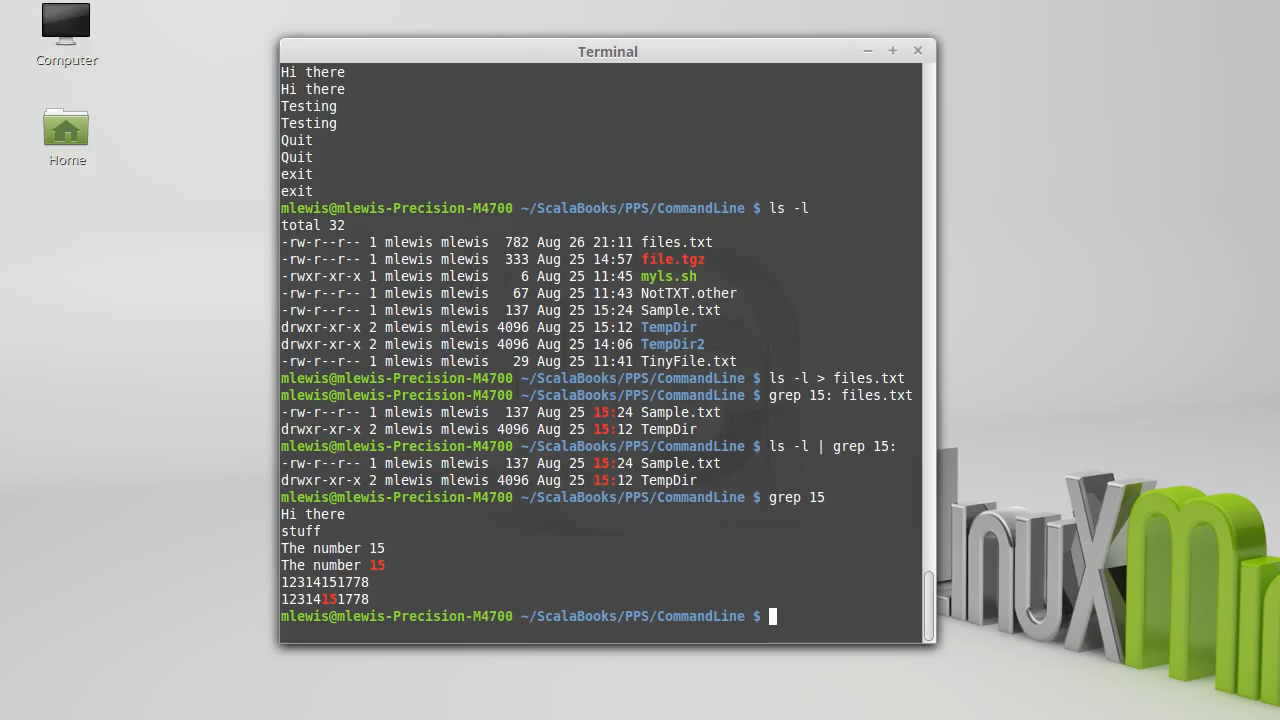 Computer
Home
Terminal
Hi there
Hi there
Testing
Testing
Quit
Quit
exit
exit
mlewis@mlewis-Precision-M4700 ~/ScalaBooks/PPS/CommandLine $ ls -l
total 32
-rw-r--r-- 1 mlewis mlewis  782 Aug 26 21:11 files.txt
-rw-r--r-- 1 mlewis mlewis  333 Aug 25 14:57 file.tgz
-rwxr-xr-x 1 mlewis mlewis    6 Aug 25 11:45 myls.sh
-rw-r--r-- 1 mlewis mlewis   67 Aug 25 11:43 NotTXT.other
-rw-r--r-- 1 mlewis mlewis  137 Aug 25 15:24 Sample.txt
drwxr-xr-x 2 mlewis mlewis 4096 Aug 25 15:12 TempDir
drwxr-xr-x 2 mlewis mlewis 4096 Aug 25 14:06 TempDir2
-rw-r--r-- 1 mlewis mlewis   29 Aug 25 11:41 TinyFile.txt
mlewis@mlewis-Precision-M4700 ~/ScalaBooks/PPS/CommandLine $ ls -l > files.txt
mlewis@mlewis-Precision-M4700 ~/ScalaBooks/PPS/CommandLine $ grep 15: files.txt
-rw-r--r-- 1 mlewis mlewis  137 Aug 25 15:24 Sample.txt
drwxr-xr-x 2 mlewis mlewis 4096 Aug 25 15:12 TempDir
mlewis@mlewis-Precision-M4700 ~/ScalaBooks/PPS/CommandLine $ ls -l | grep 15:
-rw-r--r-- 1 mlewis mlewis  137 Aug 25 15:24 Sample.txt
drwxr-xr-x 2 mlewis mlewis 4096 Aug 25 15:12 TempDir
mlewis@mlewis-Precision-M4700 ~/ScalaBooks/PPS/CommandLine $ grep 15
Hi there
stuff
The number 15
The number 15
12314151778
12314151778
mlewis@mlewis-Precision-M4700 ~/ScalaBooks/PPS/CommandLine $